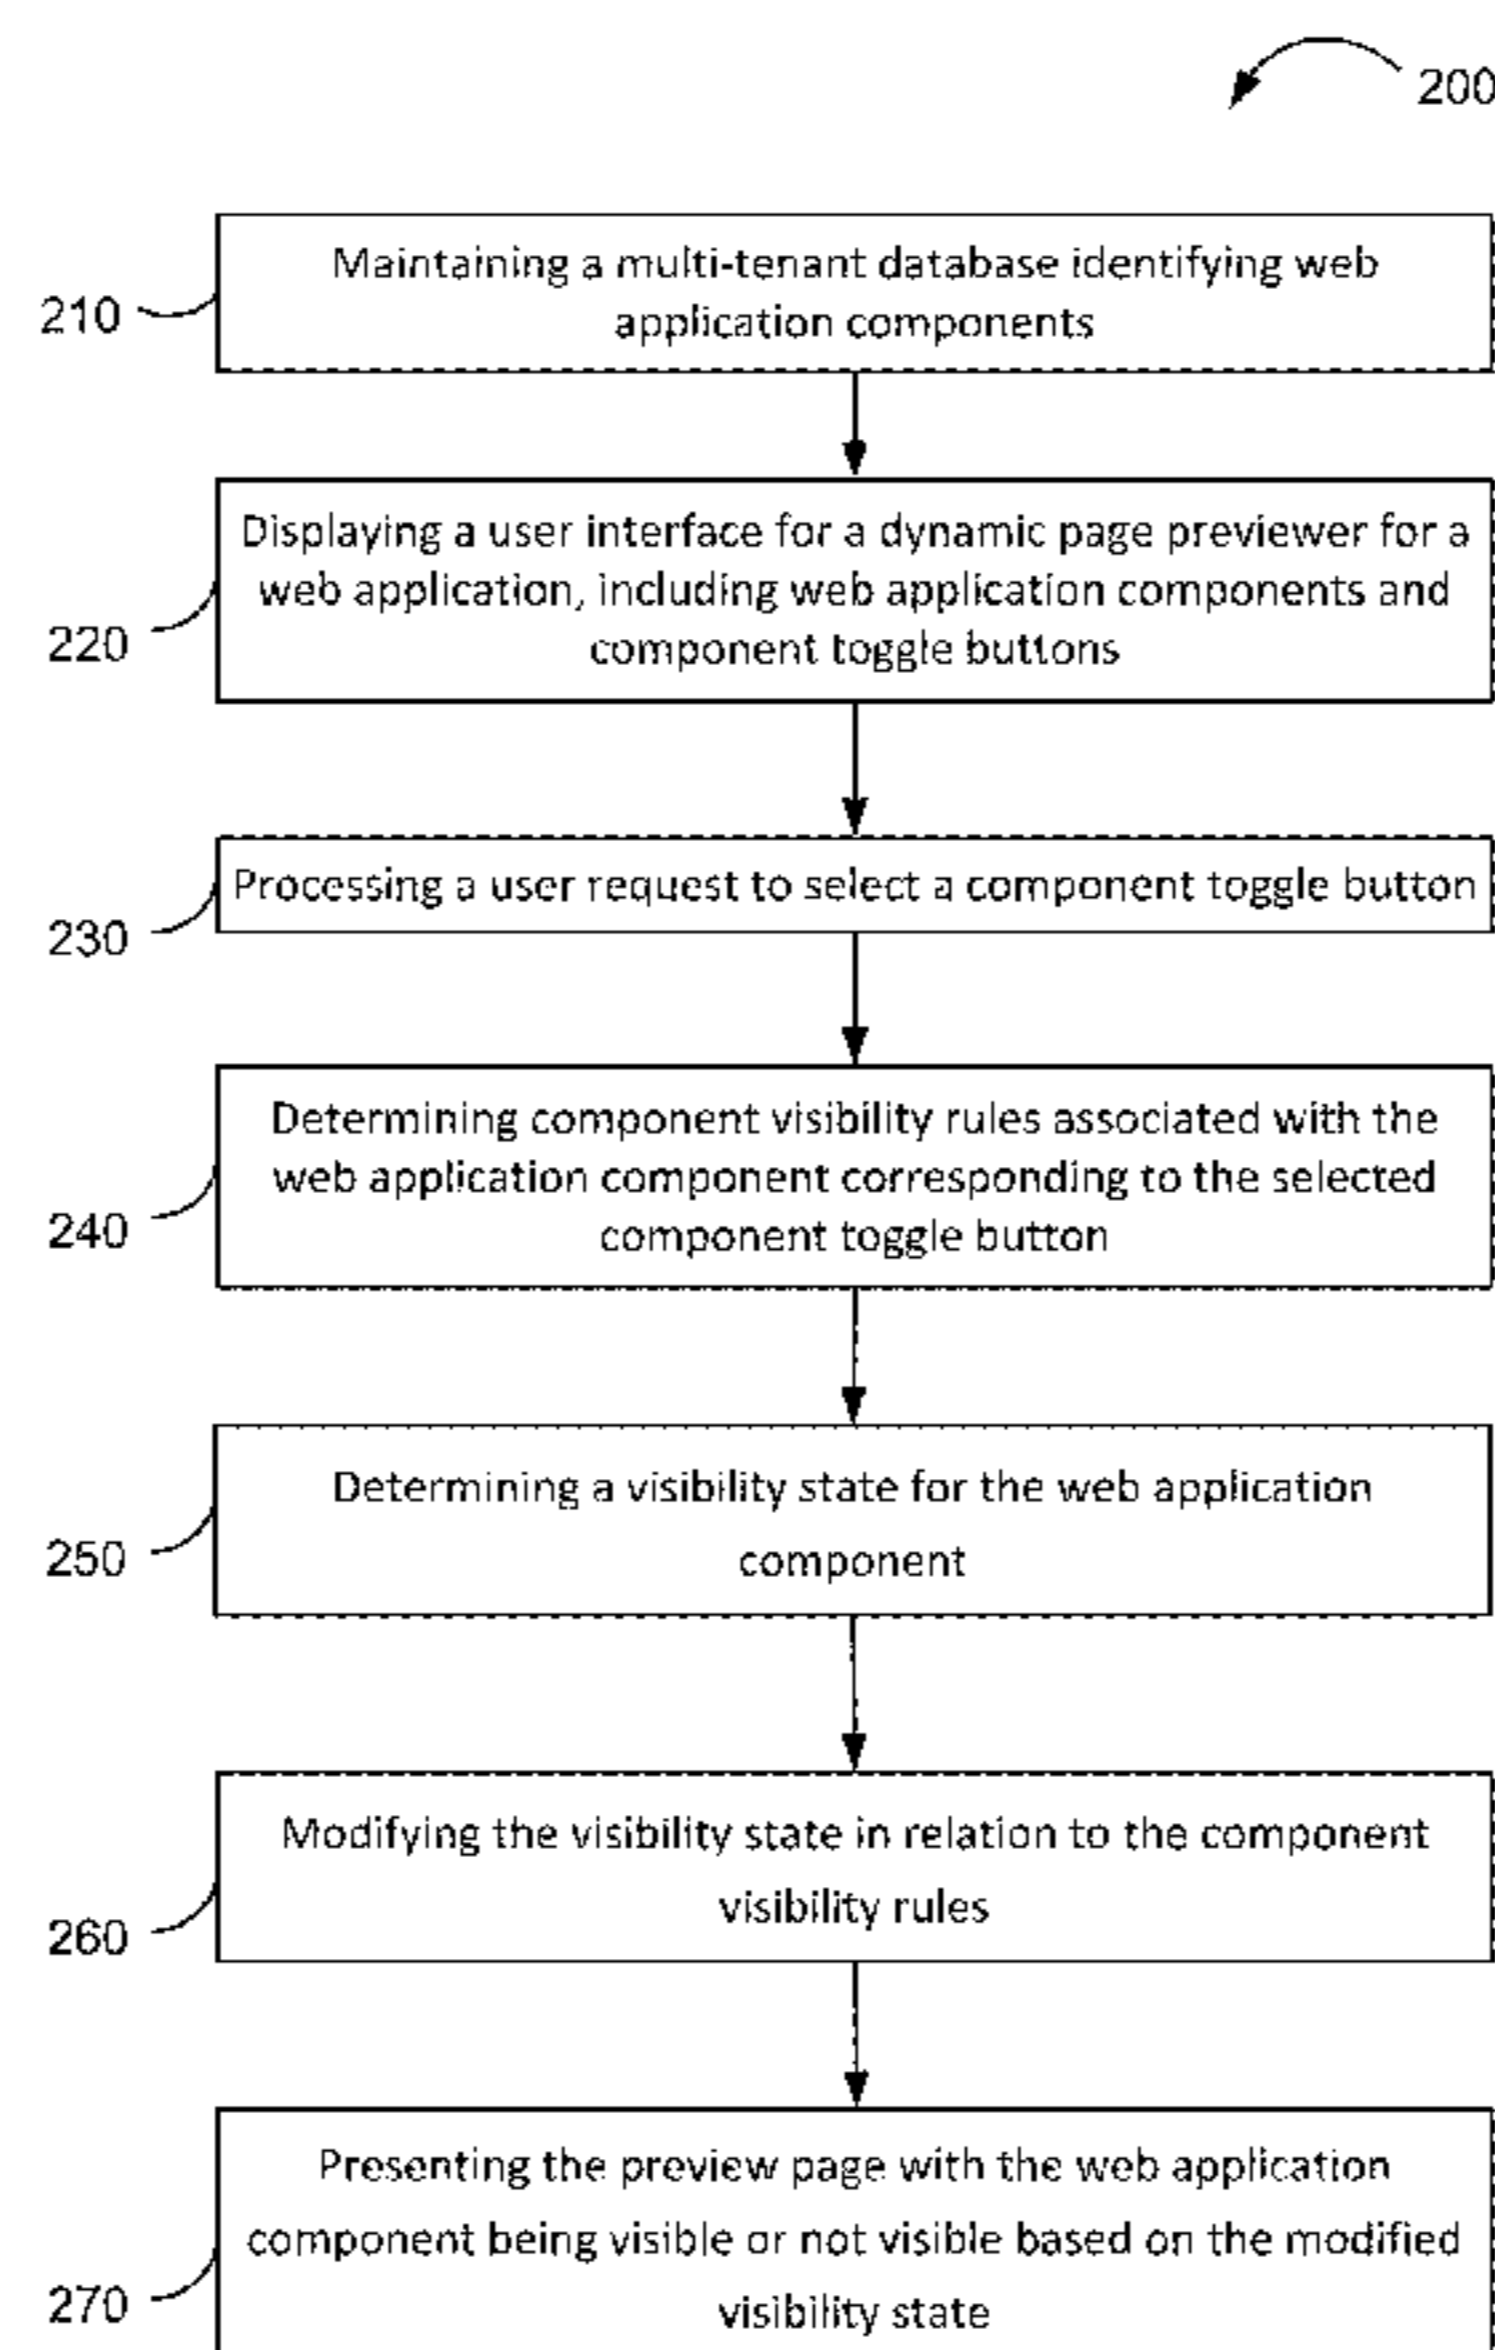 200
Maintaining a multi-tenant database identifying web
application components
210
Displaying a user interface for a dynamic page previewer for a
web application, including web application components and
component toggle buttons
220
Processing a user request to select a component toggle button
230
Determining component visibility rules associated with the
web application component corresponding to the selected
component toggle button
240
Determining a visibility state for the web application
component
250
Modifying the visibility state in relation to the component
visibility rules
260
Presenting the preview page with the web application
component being visible or not visible based on the modified
visibility state
270